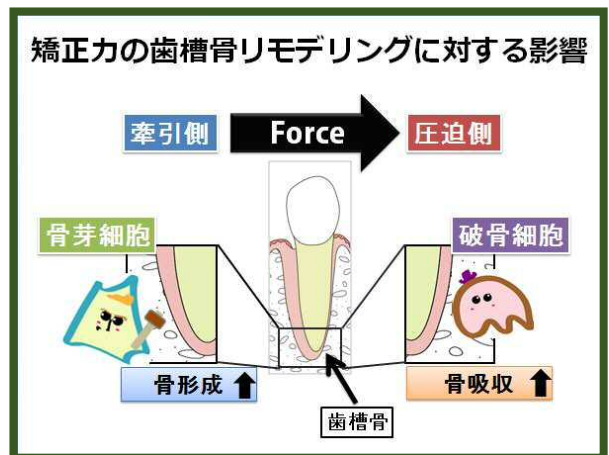 矯正力の歯槽骨リモデリングに対する影響
牽引側
Force
圧迫側
骨芽細胞
破骨細胞
骨形成
骨吸収
歯槽骨